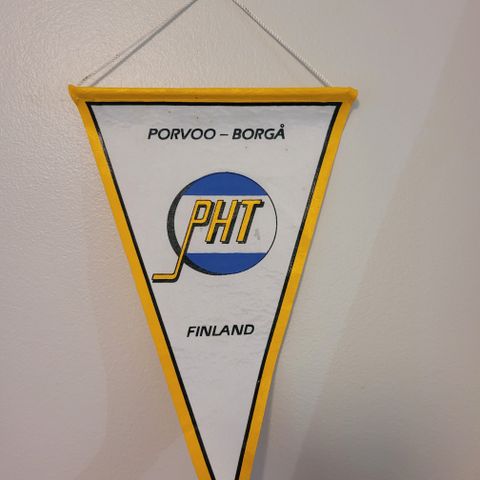 PORVOO – BORGÅ
PHT
FINLAND